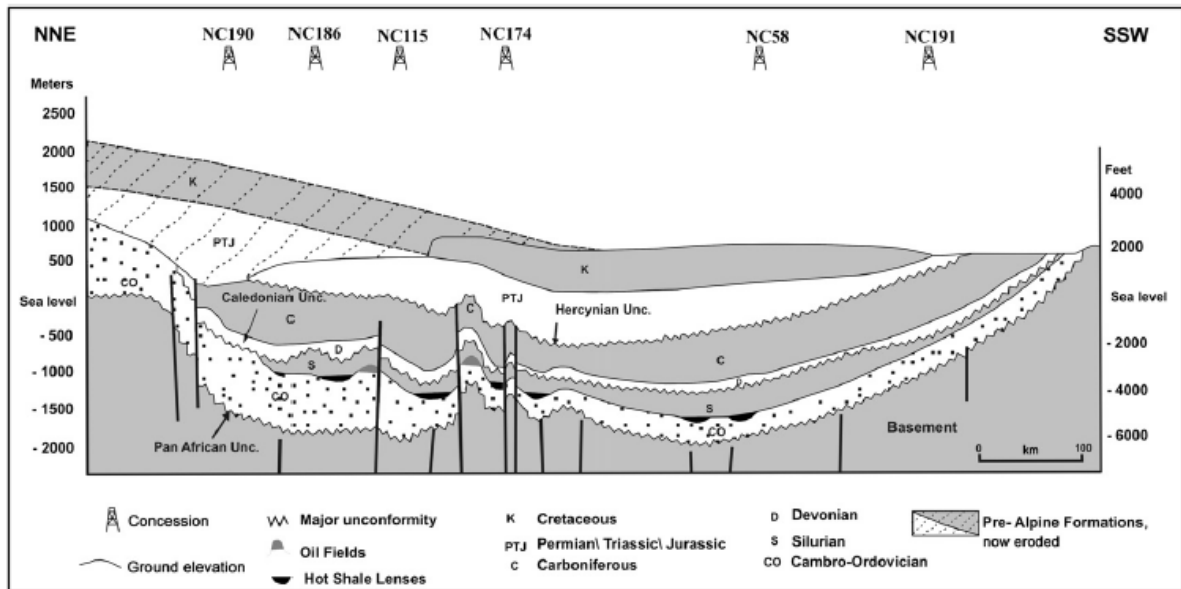 NNE
NC190
NC186
NC115
NC174
NC58
NC191
SSW
Meters
2500
2000
1500
1000
500
Sea level
- 500
- 1000
- 1500
- 2000
Feet
4000
2000
Sea level
- 2000
- 4000
- 6000
K
PTJ
CO
Caledonian Unc.
C
D
S
CO
Pan African Unc.
C
PTJ
K
Hercynian Unc.
C
D
S
CO
Basement
0 km 100
Concession
Ground elevation
Major unconformity
Oil Fields
Hot Shale Lenses
K Cretaceous
PTJ Permian\ Triassic\ Jurassic
C Carboniferous
D Devonian
S Silurian
CO Cambro-Ordovician
Pre- Alpine Formations,
now eroded